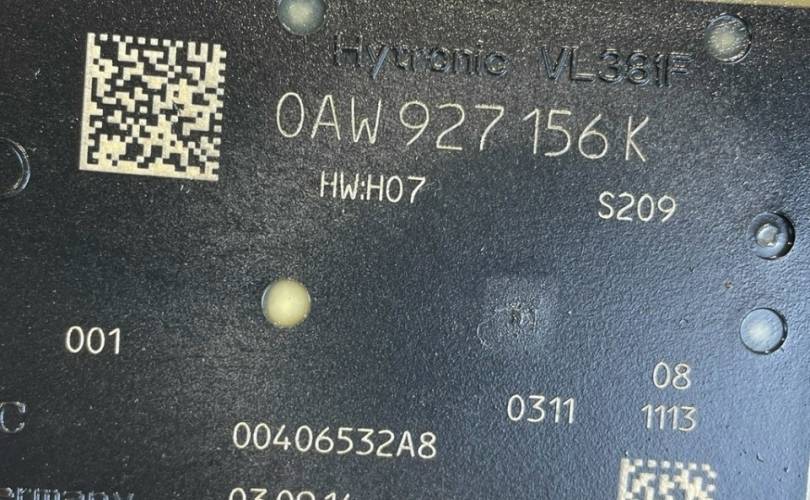 Hytronic VL381F
0AW 927 156 K
HW:H07
S209
001
08
0311
1113
C
00406532A8